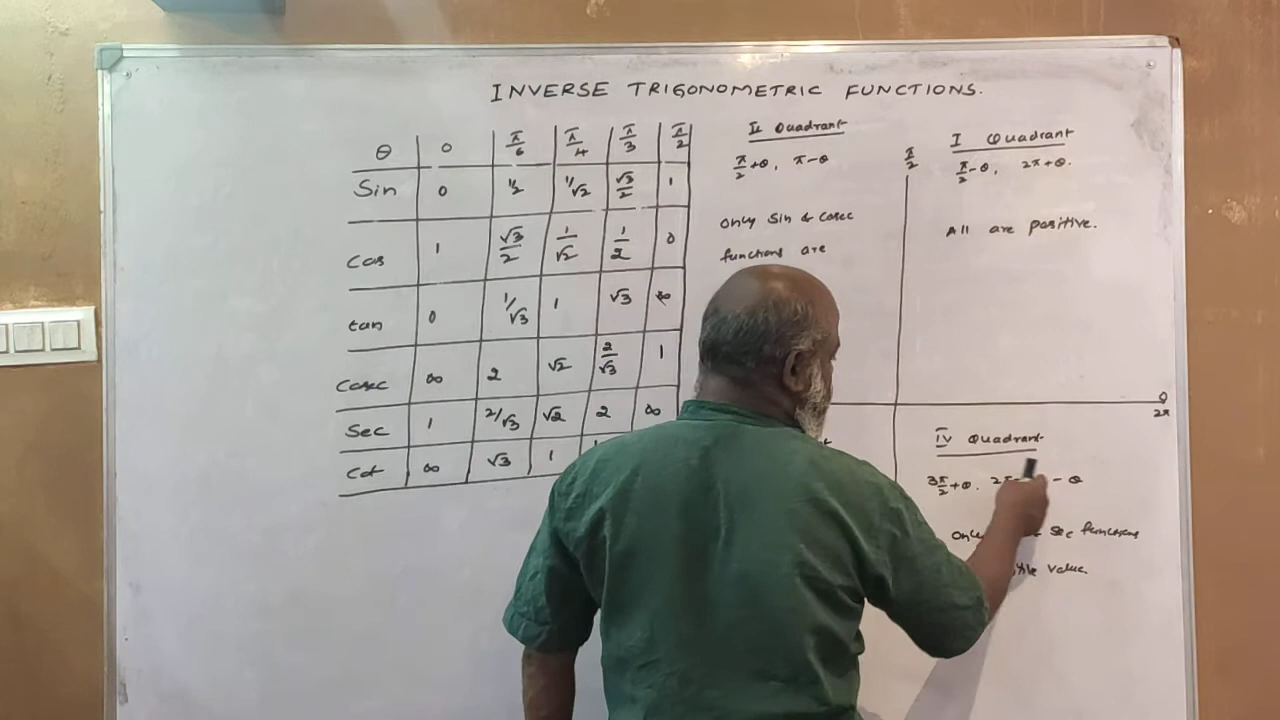 INVERSE TRIGONOMETRIC FUNCTIONS.
θ 0 π/6 π/4 π/3 π/2
Sin 0 1/2 1/√2 √3/2 1
Cos 1 √3/2 1/√2 1/2 0
tan 0 1/√3 1 √3 ∞
Cosec ∞ 2 √2 2/√3 1
Sec 1 2/√3 √2 2 ∞
Cot ∞ √3 1
II Quadrant
π/2+θ, π-θ
only Sin & Cosec
functions are
π/2
I Quadrant
π/2-θ, 2π+θ.
All are positive.
0
2π
IV Quadrant
3π/2+θ, 2π - θ
Sec functions
value.